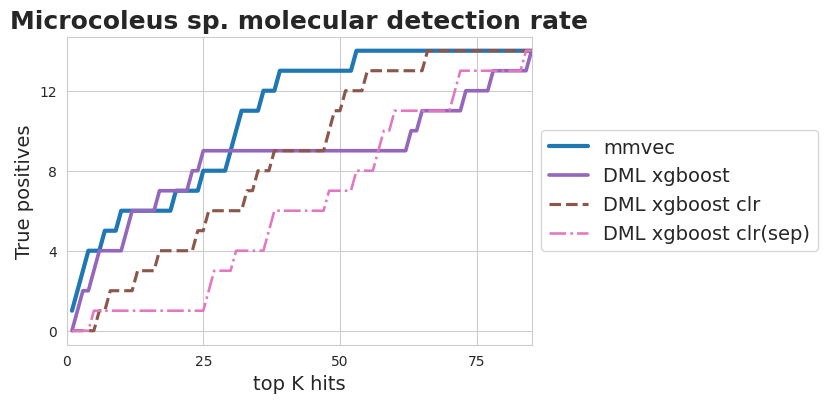 Microcoleus sp. molecular detection rate
True positives
12
8
4
0
0 25 50 75
top K hits
mmvec
DML xgboost
DML xgboost clr
DML xgboost clr(sep)